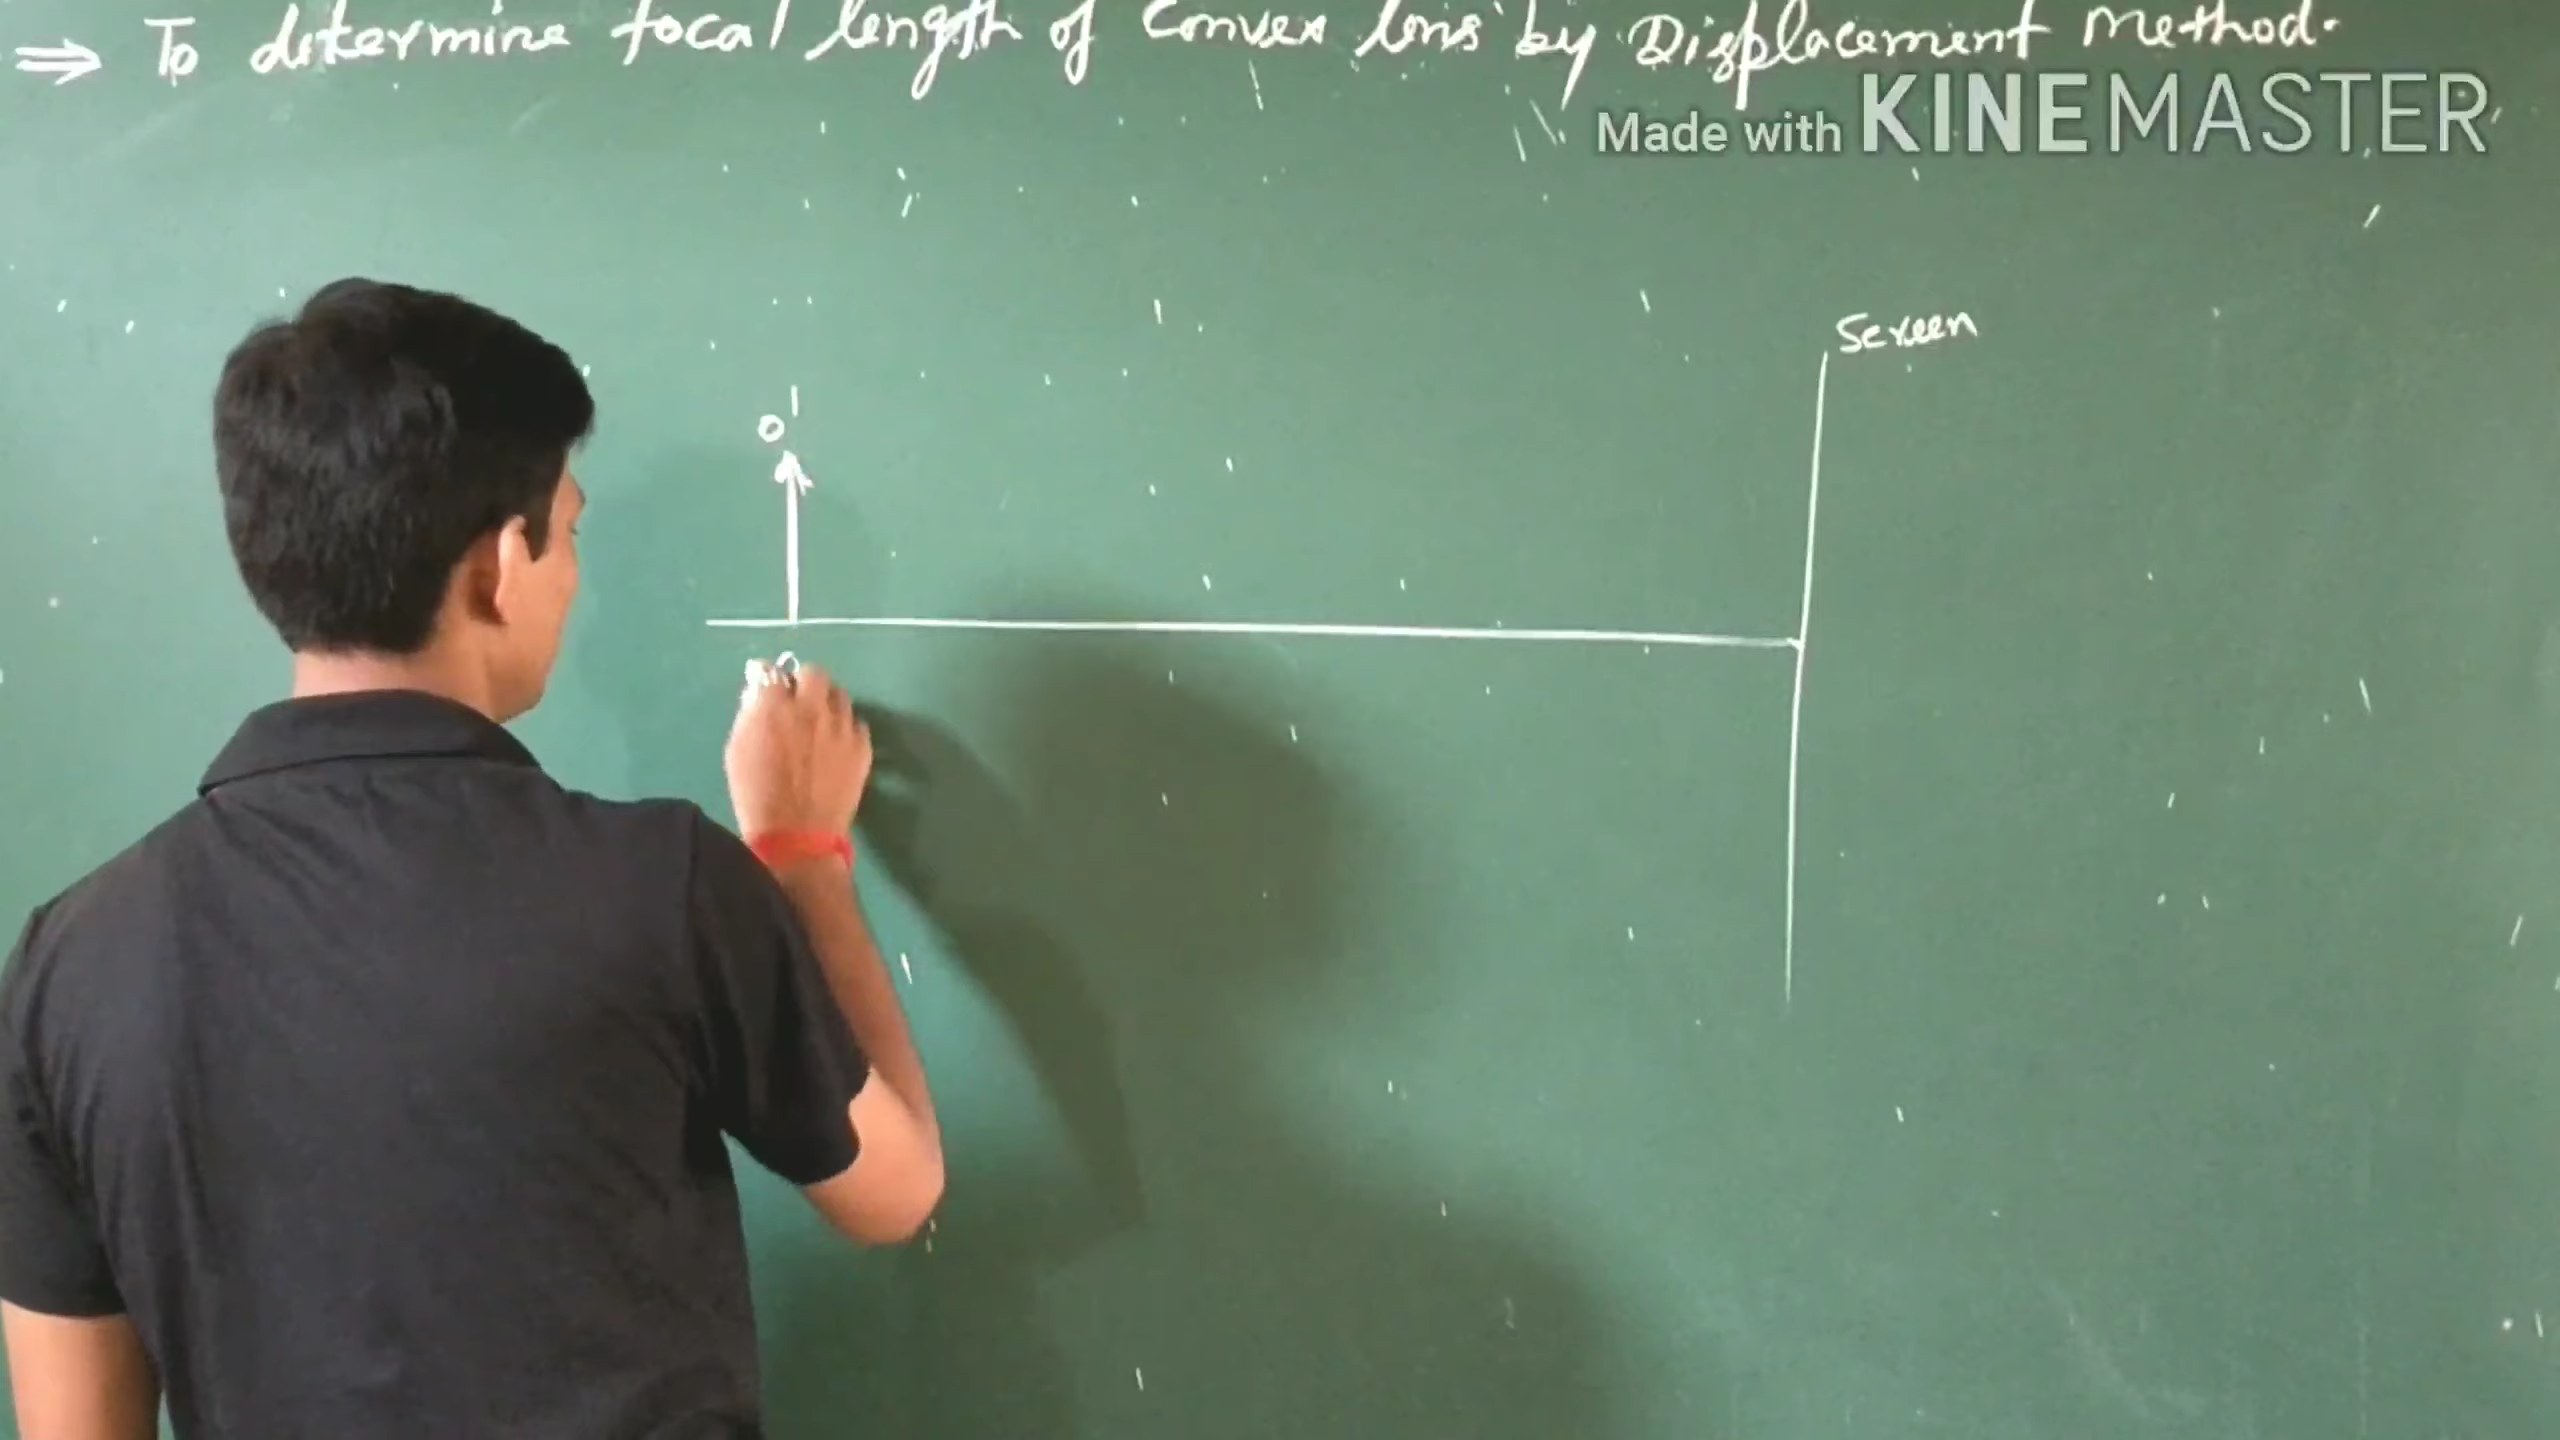 ⇒ To determine focal length of Convex lens by Displacement Method.
Made with KINEMASTER
Screen
O'
O